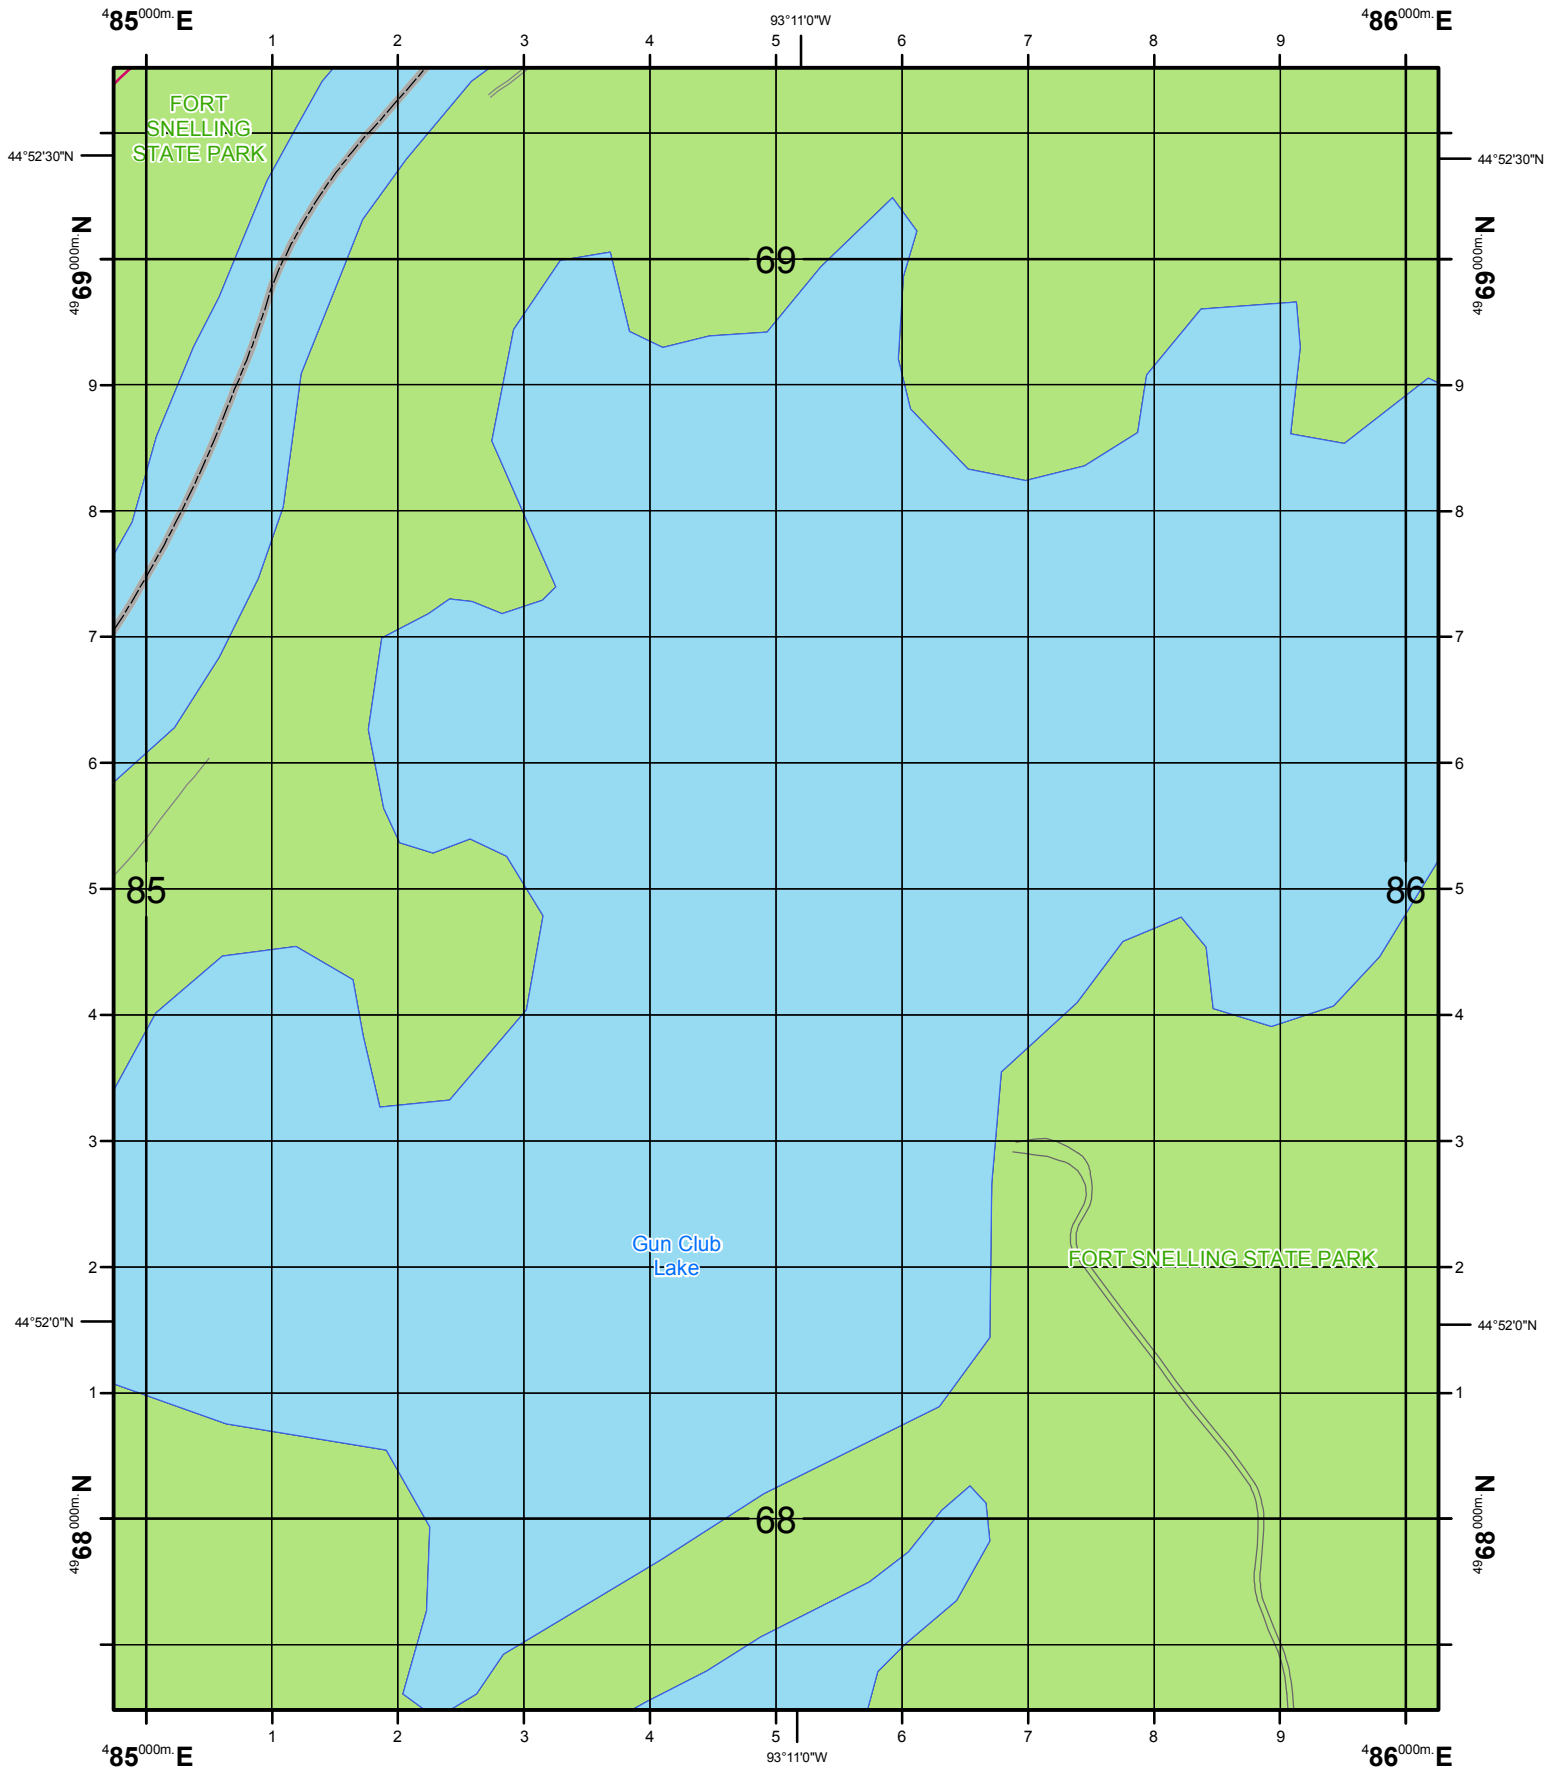 485000m.E 93°11'0"W 486000m.E
1 2 3 4 5 6 7 8 9
FORT
SNELLING
STATE PARK
44°52'30"N 44°52'30"N
4969000m.N 69 4969000m.N
9 9
8 8
7 7
6 6
85 86
5 5
4 4
3 3
Gun Club
Lake
FORT SNELLING STATE PARK
2 2
44°52'0"N 44°52'0"N
1 1
4968000m.N 68 4968000m.N
1 2 3 4 5 6 7 8 9
485000m.E 93°11'0"W 486000m.E